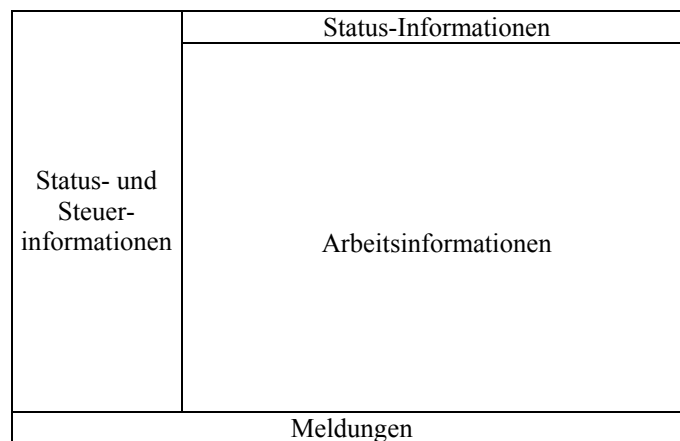 Status-Informationen
Status- und
Steuer-
informationen
Arbeitsinformationen
Meldungen